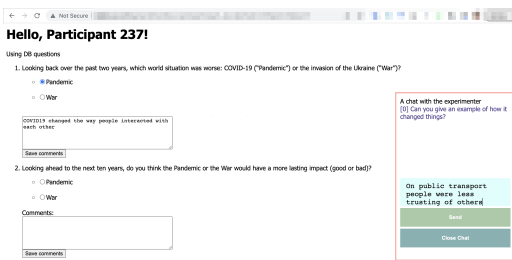 Not Secure
Hello, Participant 237!
Using DB questions
1. Looking back over the past two years, which world situation was worse: COVID-19 ("Pandemic") or the invasion of the Ukraine ("War")?
Pandemic
War
COVID19 changed the way people interacted with
each other
Save comments
2. Looking ahead to the next ten years, do you think the Pandemic or the War would have a more lasting impact (good or bad)?
Pandemic
War
Comments:
Save comments
A chat with the experimenter
[0] Can you give an example of how it
changed things?
On public transport
people were less
trusting of others
Send
Close Chat